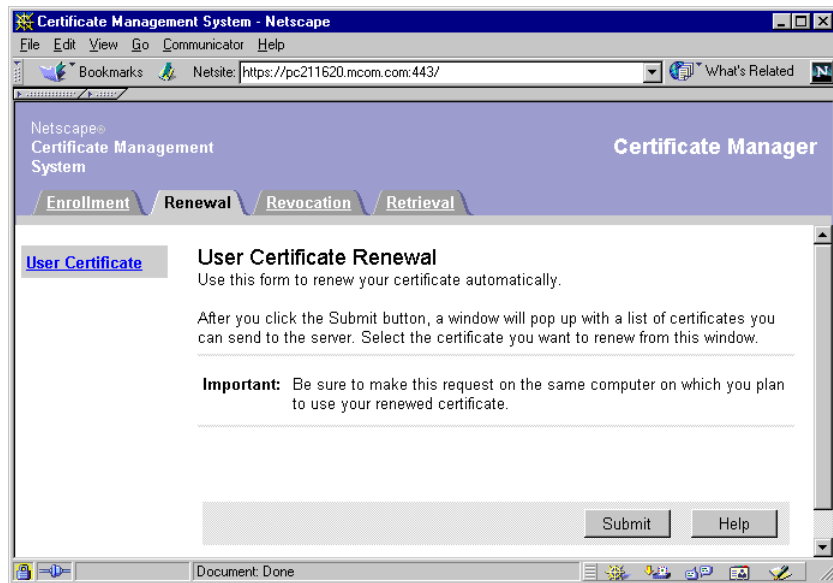 Certificate Management System - Netscape
File Edit View Go Communicator Help
Bookmarks Netsite: https://pc211620.mcom.com:443/ What's Related N
Netscape®
Certificate Management
System
Certificate Manager
Enrollment Renewal Revocation Retrieval
User Certificate
User Certificate Renewal
Use this form to renew your certificate automatically.
After you click the Submit button, a window will pop up with a list of certificates you
can send to the server. Select the certificate you want to renew from this window.
Important: Be sure to make this request on the same computer on which you plan
to use your renewed certificate.
Submit Help
Document: Done